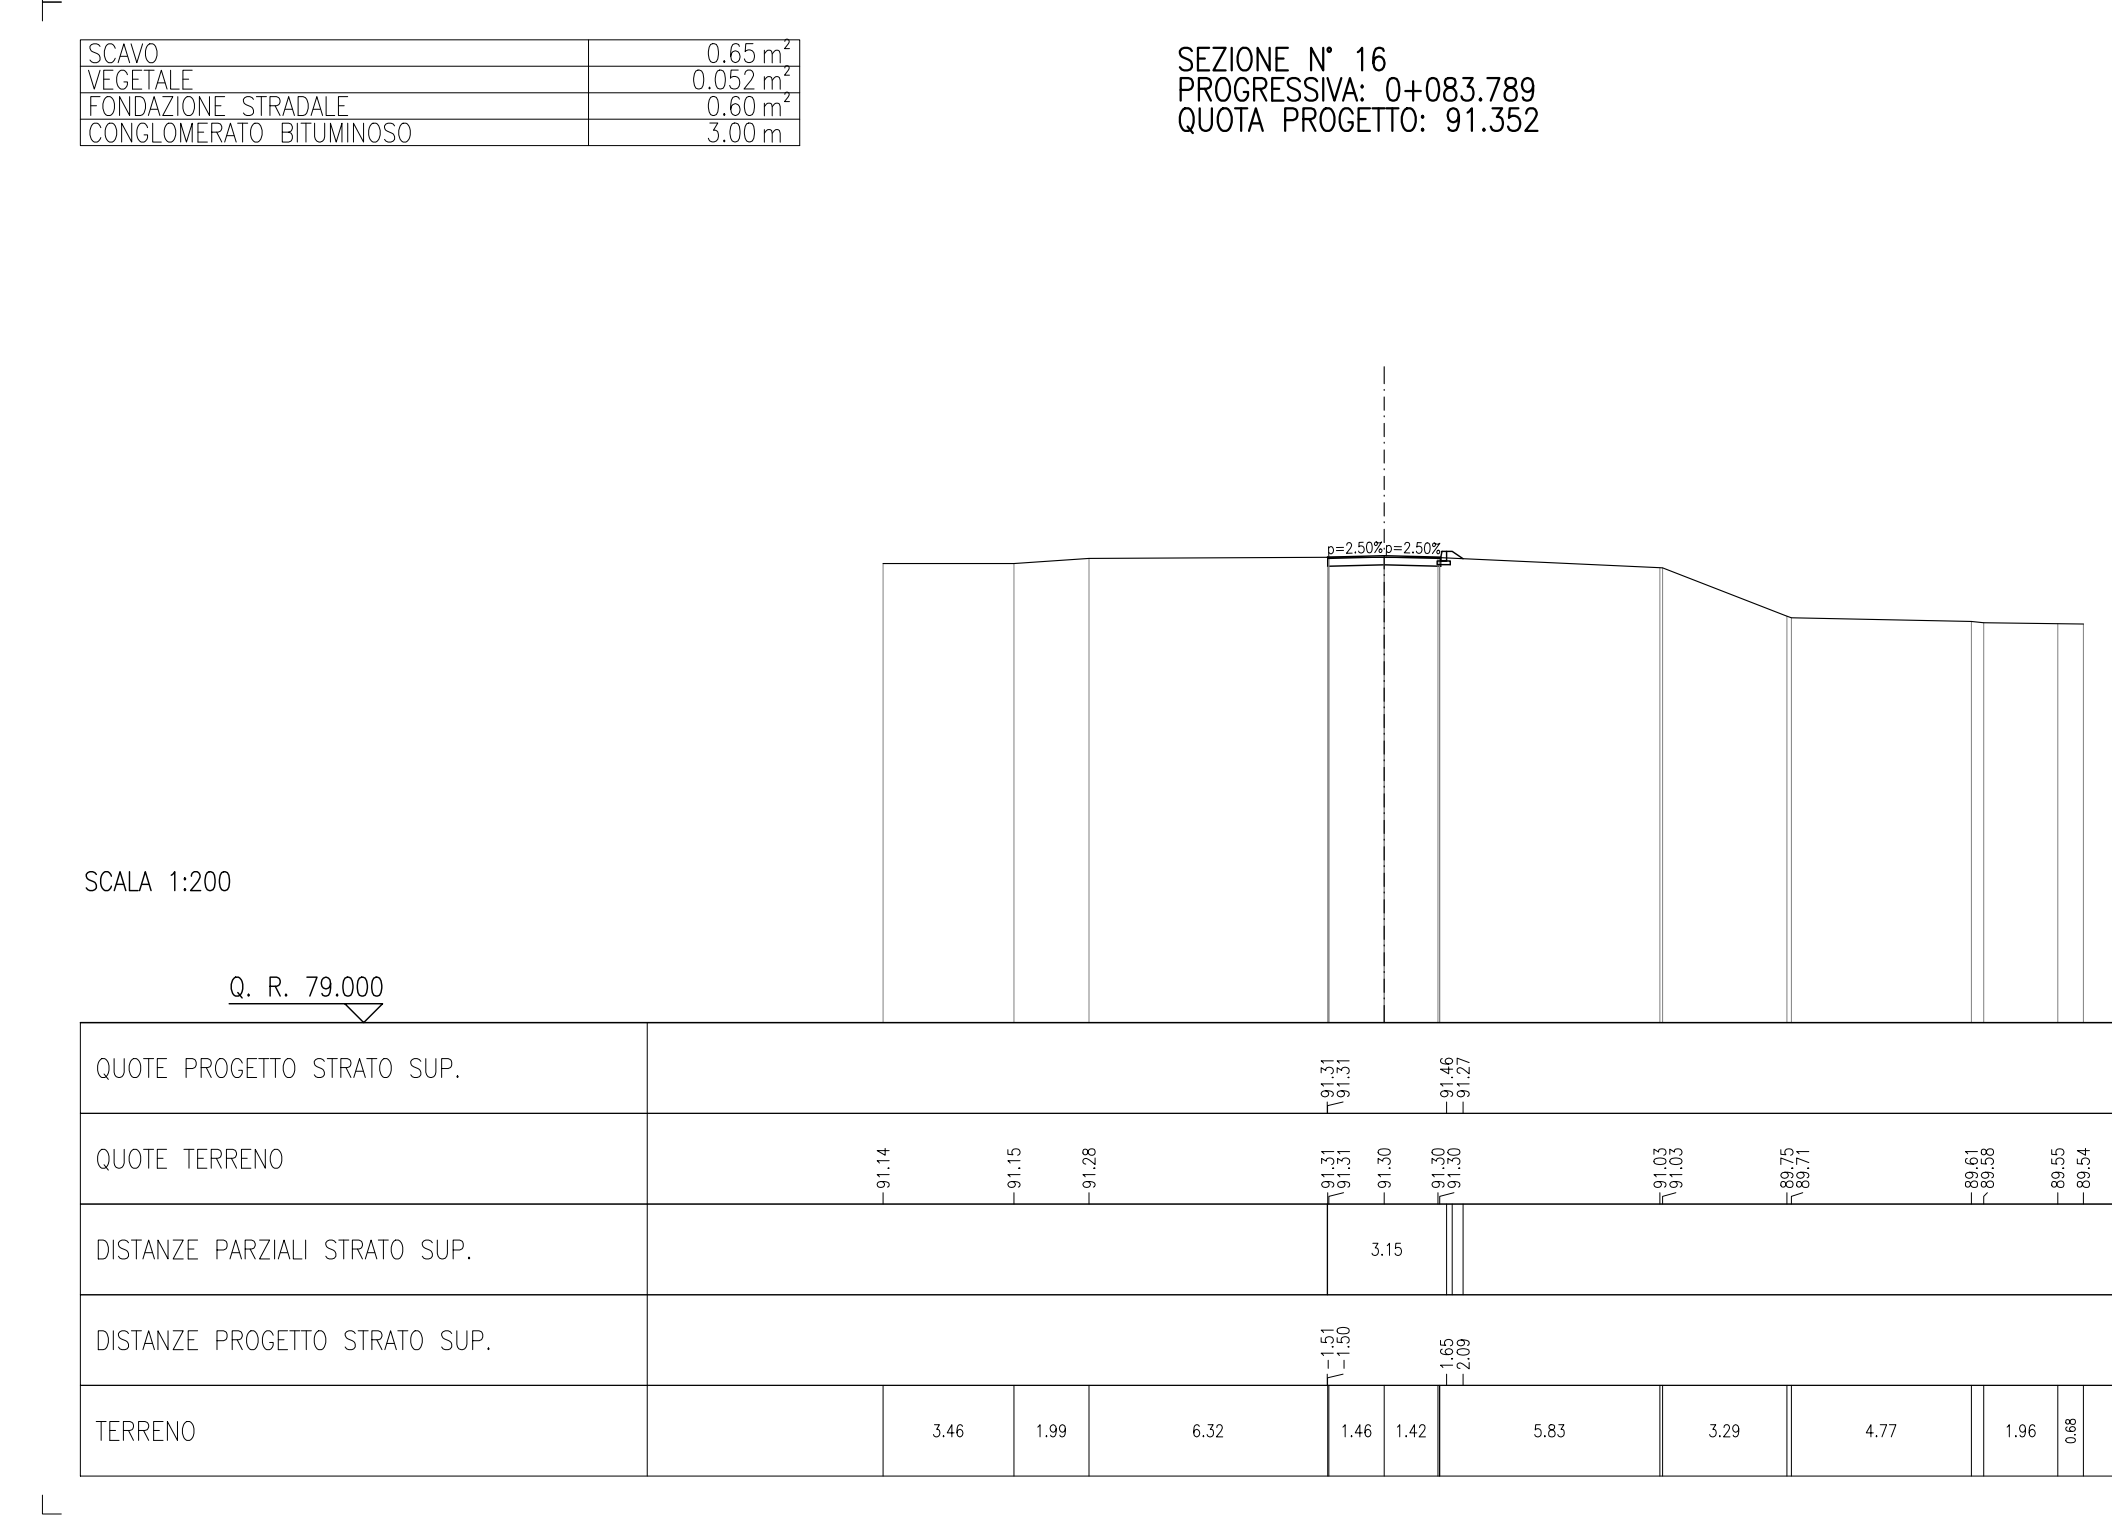 SCAVO 0.65 m²
VEGETALE 0.052 m²
FONDAZIONE STRADALE 0.60 m²
CONGLOMERATO BITUMINOSO 3.00 m
SEZIONE N° 16
PROGRESSIVA: 0+083.789
QUOTA PROGETTO: 91.352
p=2.50% p=2.50%
SCALA 1:200
Q. R. 79.000
QUOTE PROGETTO STRATO SUP. 91.31 91.31 91.46 91.27
QUOTE TERRENO 91.14 91.15 91.28 91.31 91.31 91.30 91.30 91.30 91.03 91.03 89.75 89.71 89.61 89.58 89.55 89.54
DISTANZE PARZIALI STRATO SUP. 3.15
DISTANZE PROGETTO STRATO SUP. -1.51 -1.50 1.65 2.09
TERRENO 3.46 1.99 6.32 1.46 1.42 5.83 3.29 4.77 1.96 0.68